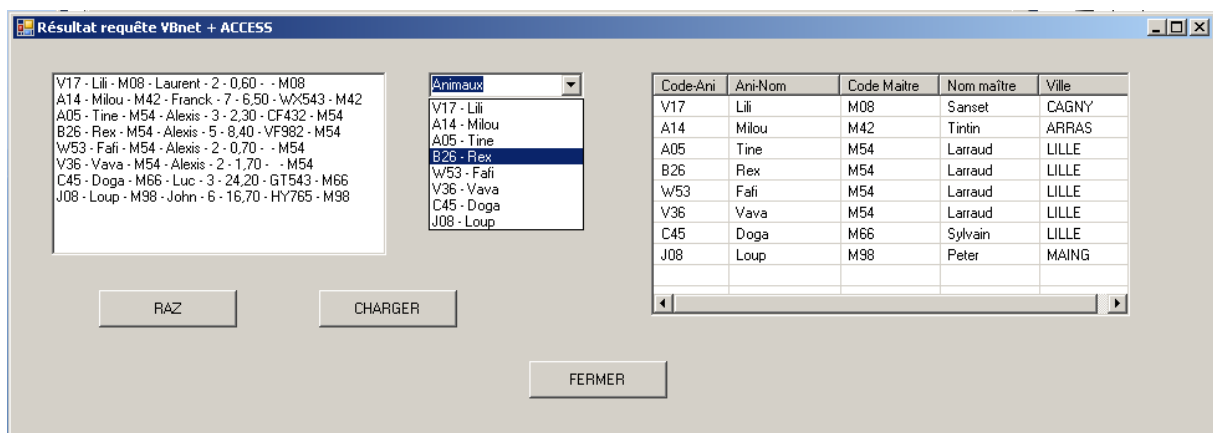 Résultat requête VBnet + ACCESS
V17 - Lili - M08 - Laurent - 2 - 0,60 - - M08
A14 - Milou - M42 - Franck - 7 - 6,50 - WX543 - M42
A05 - Tine - M54 - Alexis - 3 - 2,30 - CF432 - M54
B26 - Rex - M54 - Alexis - 5 - 8,40 - VF982 - M54
W53 - Fafi - M54 - Alexis - 2 - 0,70 - - M54
V36 - Vava - M54 - Alexis - 2 - 1,70 - - M54
C45 - Doga - M66 - Luc - 3 - 24,20 - GT543 - M66
J08 - Loup - M98 - John - 6 - 16,70 - HY765 - M98
Animaux
V17 - Lili
A14 - Milou
A05 - Tine
B26 - Rex
W53 - Fafi
V36 - Vava
C45 - Doga
J08 - Loup
Code-Ani Ani-Nom Code Maitre Nom maître Ville
V17 Lili M08 Sanset CAGNY
A14 Milou M42 Tintin ARRAS
A05 Tine M54 Larraud LILLE
B26 Rex M54 Larraud LILLE
W53 Fafi M54 Larraud LILLE
V36 Vava M54 Larraud LILLE
C45 Doga M66 Sylvain LILLE
J08 Loup M98 Peter MAING
RAZ
CHARGER
FERMER